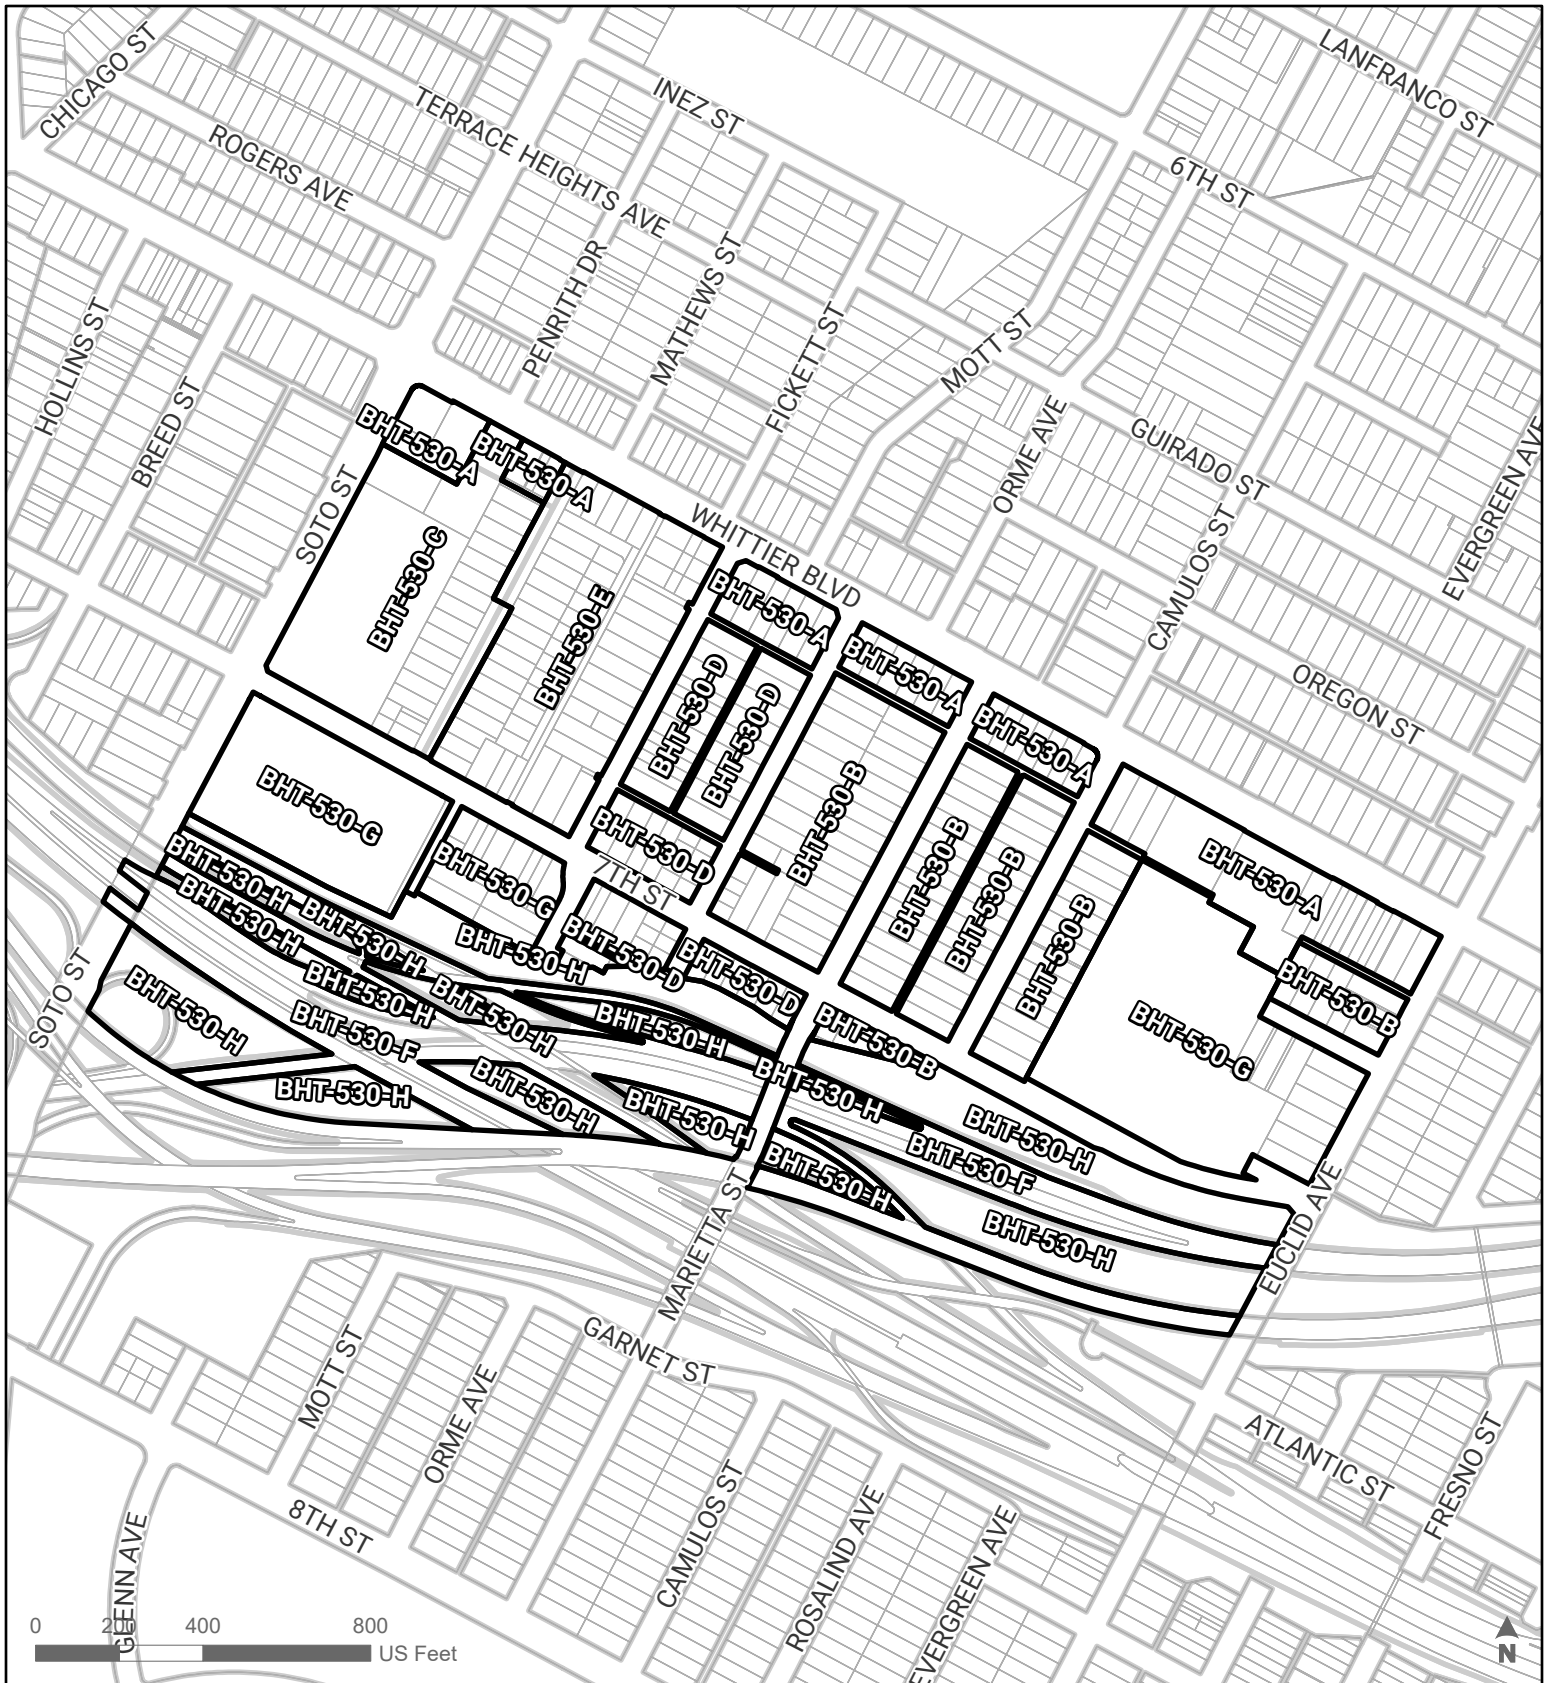 CHICAGO ST
LANFRANCO ST
INEZ ST
TERRACE HEIGHTS AVE
ROGERS AVE
6TH ST
PENRITH DR
MATHEWS ST
FICKETT ST
MOTT ST
HOLLINS ST
BREED ST
ORME AVE
GUIRADO ST
EVERGREEN AVE
SOTO ST
CAMULOS ST
WHITTIER BLVD
OREGON ST
BHT-530-A
BHT-530-A
BHT-530-C
BHT-530-E
BHT-530-A
BHT-530-A
BHT-530-A
BHT-530-D
BHT-530-D
BHT-530-B
BHT-530-G
BHT-530-D
BHT-530-B
BHT-530-B
BHT-530-A
BHT-530-G
7TH ST
BHT-530-H
BHT-530-H
BHT-530-H
BHT-530-H
BHT-530-D
BHT-530-D
BHT-530-B
BHT-530-B
BHT-530-G
SOTO ST
BHT-530-H
BHT-530-H
BHT-530-H
BHT-530-F
BHT-530-H
BHT-530-B
BHT-530-H
BHT-530-H
BHT-530-H
BHT-530-H
BHT-530-H
BHT-530-F
BHT-530-H
BHT-530-H
MARIETTA ST
EUCLID AVE
GARNET ST
MOTT ST
ORME AVE
ATLANTIC ST
FRESNO ST
CAMULOS ST
ROSALIND AVE
EVERGREEN AVE
8TH ST
GLENN AVE
0 200 400 800
US Feet
N